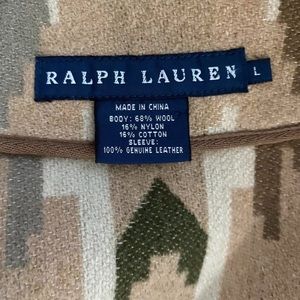 RALPH LAUREN L
MADE IN CHINA
BODY: 68% WOOL
16% NYLON
16% COTTON
SLEEVE:
100% GENUINE LEATHER